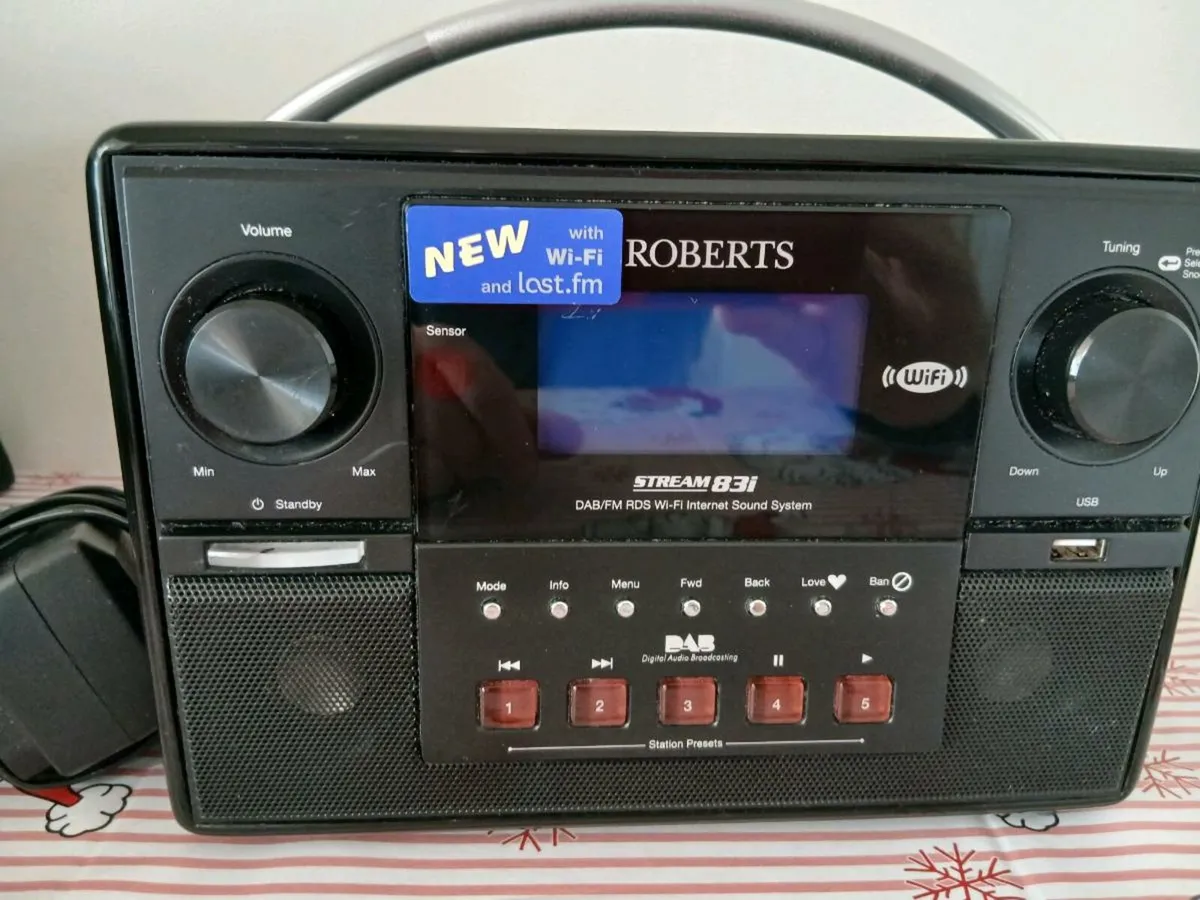 Volume
Min Max
Standby
NEW with
Wi-Fi
and last.fm
ROBERTS
Sensor
WiFi
STREAM 83i
DAB/FM RDS Wi-Fi Internet Sound System
Tuning
Down Up
USB
Mode Info Menu Fwd Back Love Ban
DAB
Digital Audio Broadcasting
1 2 3 4 5
Station Presets